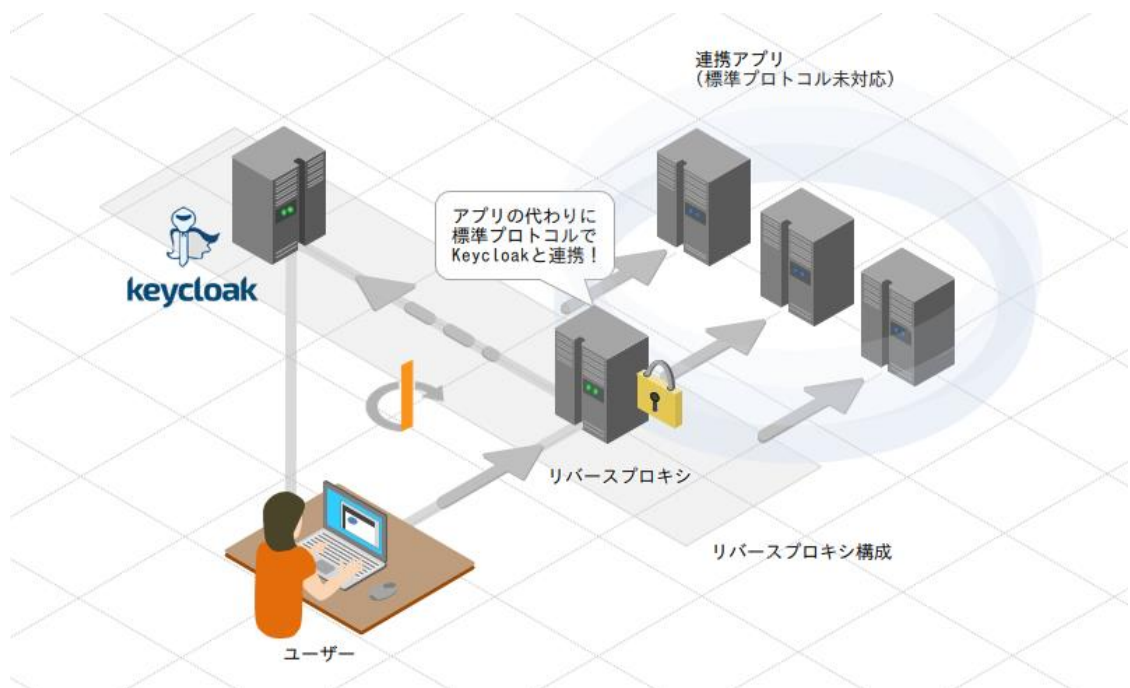 連携アプリ
(標準プロトコル未対応)
アプリの代わりに
標準プロトコルで
Keycloakと連携！
keycloak
リバースプロキシ
リバースプロキシ構成
ユーザー